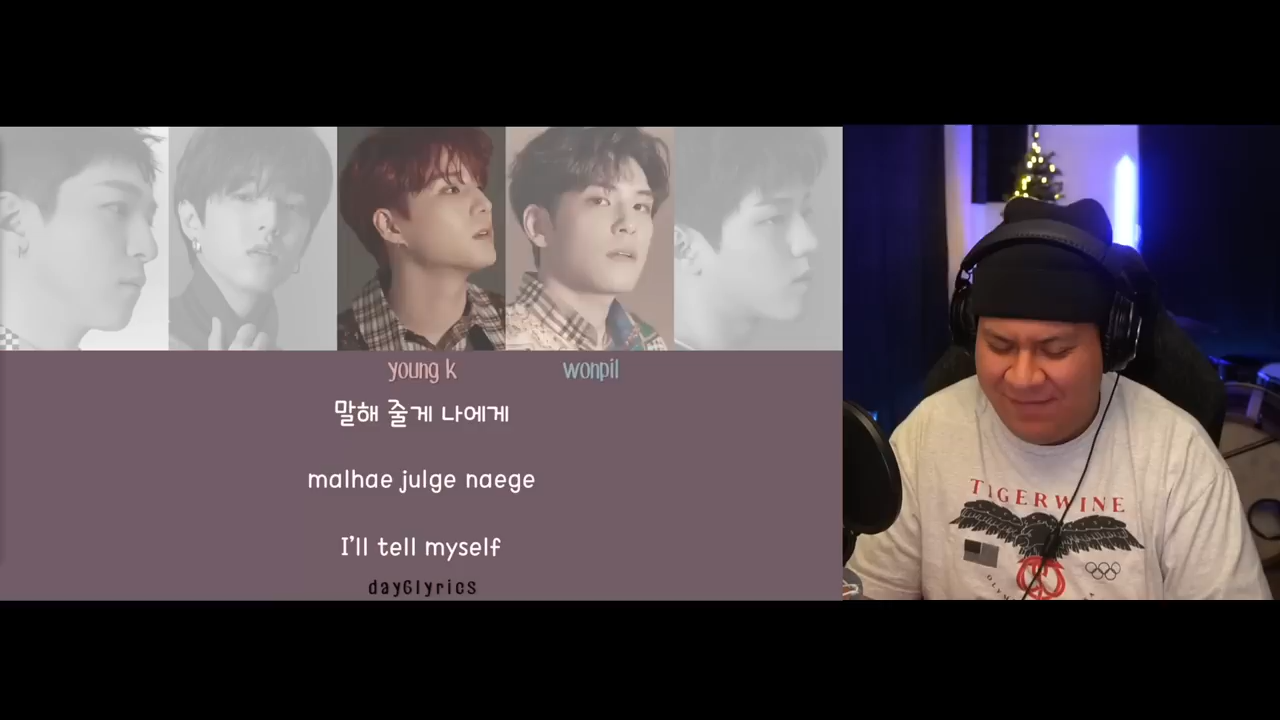 young k
wonpil
말해 줄게 나에게
malhae julge naege
I'll tell myself
day6lyrics
TIGERWINE